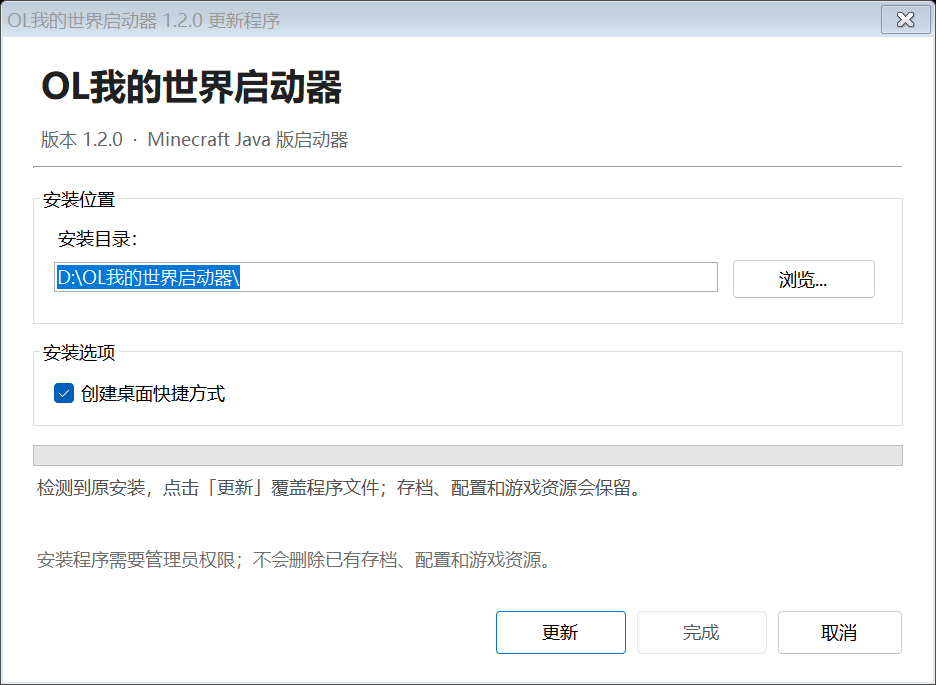 OL我的世界启动器 1.2.0 更新程序
OL我的世界启动器
版本 1.2.0 · Minecraft Java 版启动器
安装位置
安装目录：
D:\OL我的世界启动器\
浏览...
安装选项
创建桌面快捷方式
检测到原安装，点击「更新」覆盖程序文件；存档、配置和游戏资源会保留。
安装程序需要管理员权限；不会删除已有存档、配置和游戏资源。
更新
完成
取消